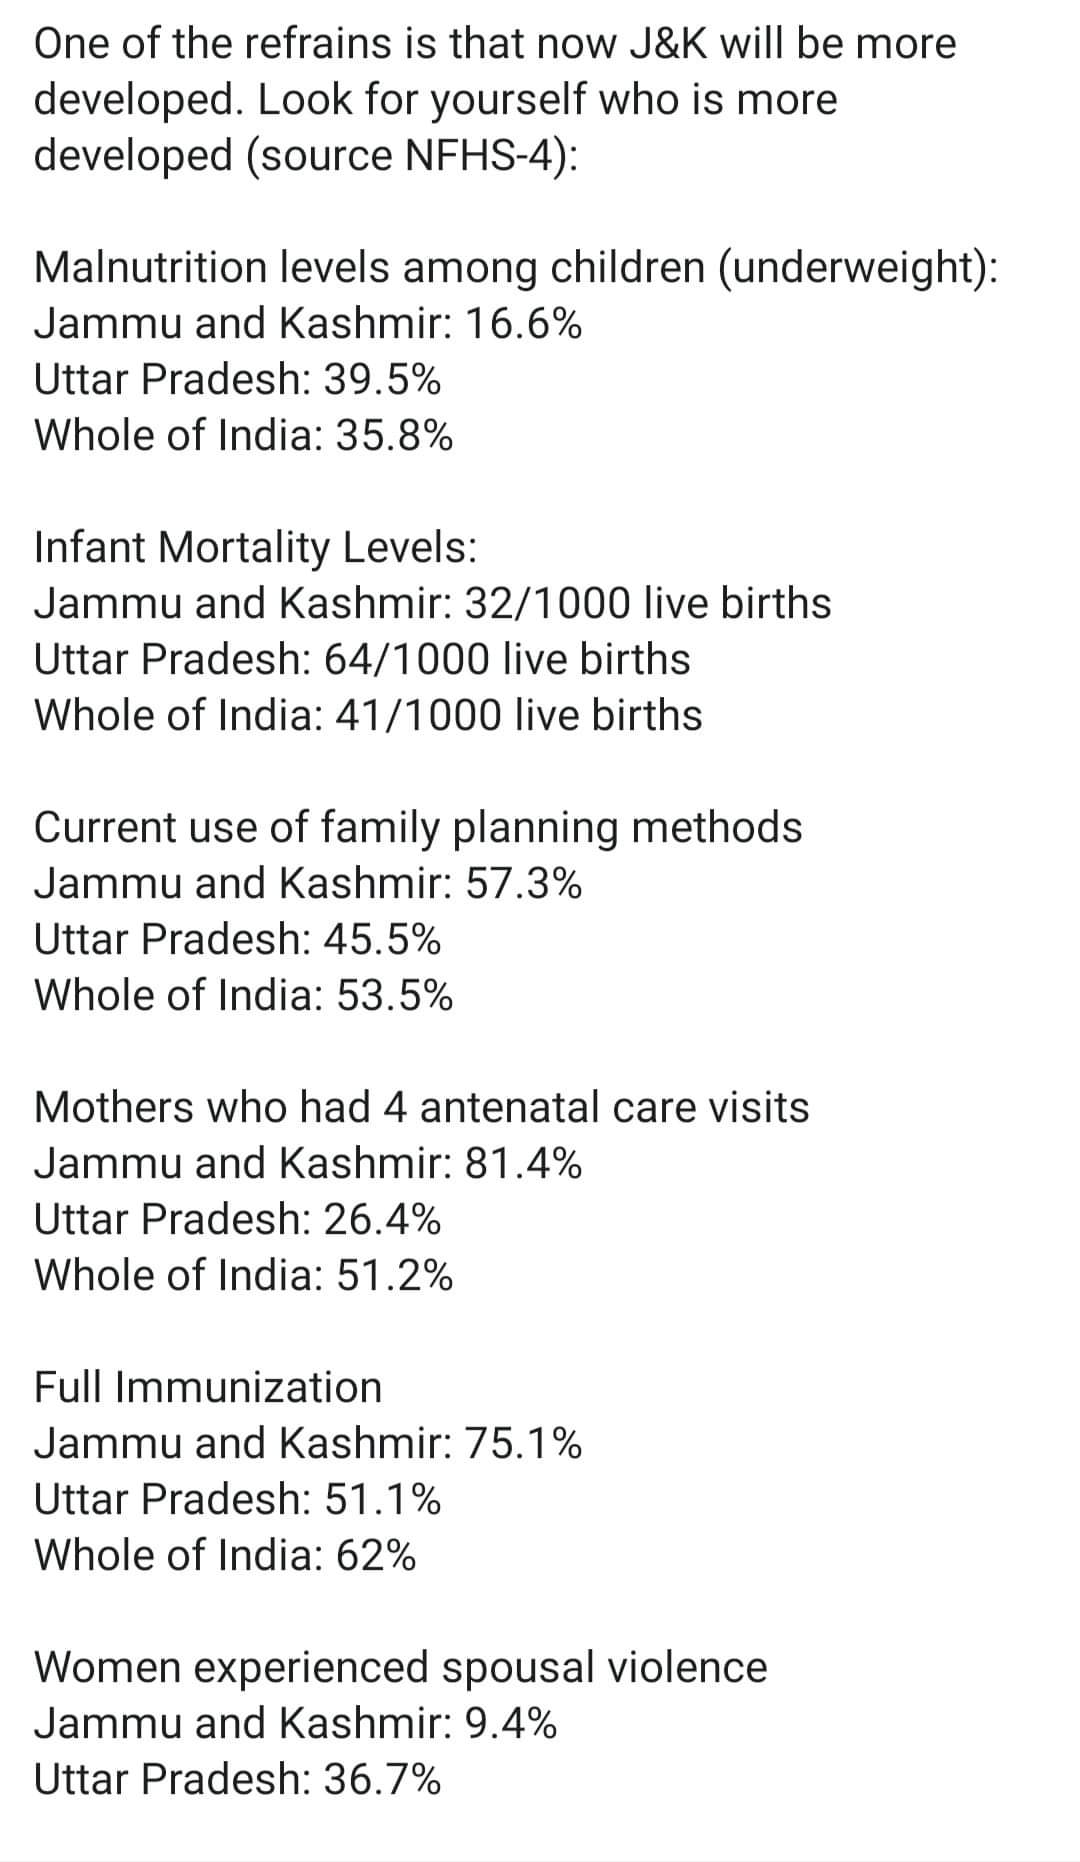 One of the refrains is that now J&K will be more
developed. Look for yourself who is more
developed (source NFHS-4):
Malnutrition levels among children (underweight):
Jammu and Kashmir: 16.6%
Uttar Pradesh: 39.5%
Whole of India: 35.8%
Infant Mortality Levels:
Jammu and Kashmir: 32/1000 live births
Uttar Pradesh: 64/1000 live births
Whole of India: 41/1000 live births
Current use of family planning methods
Jammu and Kashmir: 57.3%
Uttar Pradesh: 45.5%
Whole of India: 53.5%
Mothers who had 4 antenatal care visits
Jammu and Kashmir: 81.4%
Uttar Pradesh: 26.4%
Whole of India: 51.2%
Full Immunization
Jammu and Kashmir: 75.1%
Uttar Pradesh: 51.1%
Whole of India: 62%
Women experienced spousal violence
Jammu and Kashmir: 9.4%
Uttar Pradesh: 36.7%